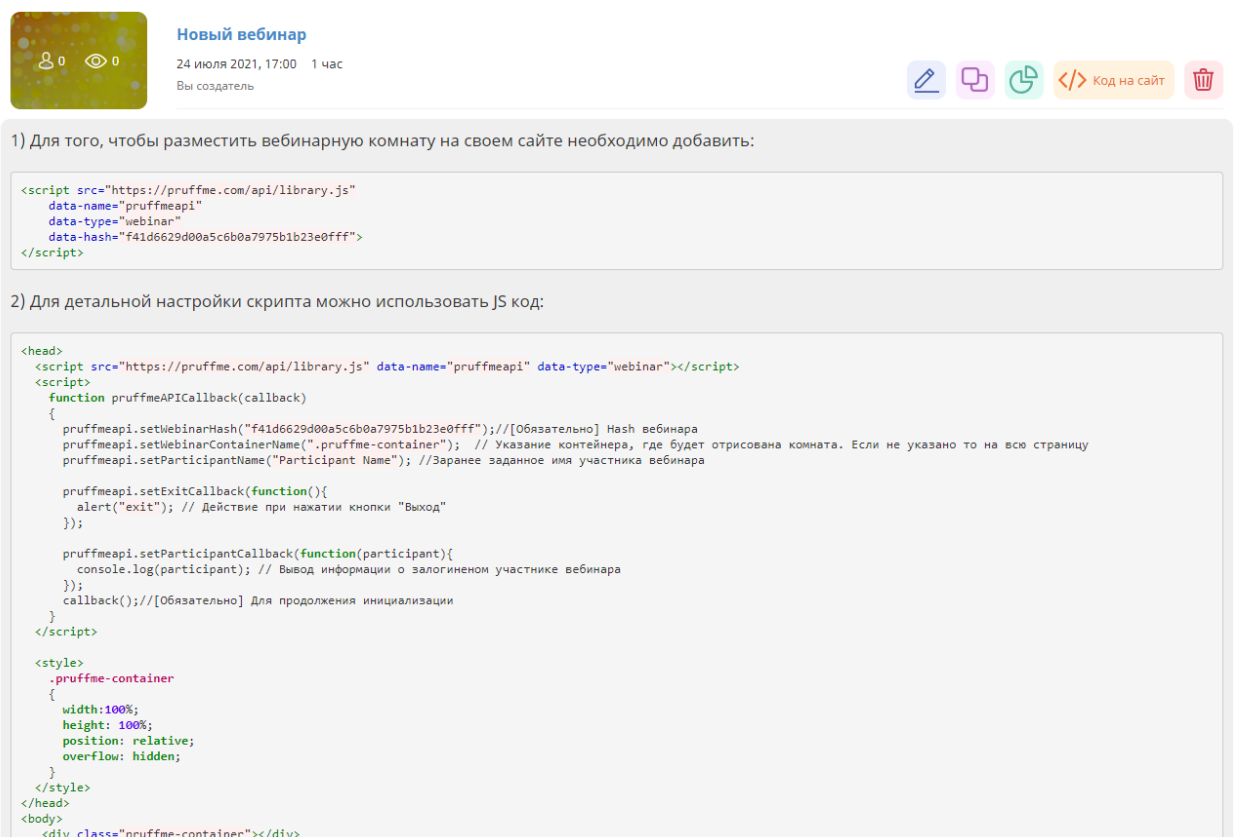 Новый вебинар
0 0
24 июля 2021, 17:00 1 час
Вы создатель
</> Код на сайт
1) Для того, чтобы разместить вебинарную комнату на своем сайте необходимо добавить:
<script src="https://pruffme.com/api/library.js"
data-name="pruffmeapi"
data-type="webinar"
data-hash="f41d6629d00a5c6b0a7975b1b23e0fff">
</script>
2) Для детальной настройки скрипта можно использовать JS код:
<head>
<script src="https://pruffme.com/api/library.js" data-name="pruffmeapi" data-type="webinar"></script>
<script>
function pruffmeAPICallback(callback)
{
pruffmeapi.setWebinarHash("f41d6629d00a5c6b0a7975b1b23e0fff");//[Обязательно] Hash вебинара
pruffmeapi.setWebinarContainerName(".pruffme-container"); // Указание контейнера, где будет отрисована комната. Если не указано то на всю страницу
pruffmeapi.setParticipantName("Participant Name"); //Заранее заданное имя участника вебинара
pruffmeapi.setExitCallback(function(){
alert("exit"); // Действие при нажатии кнопки "Выход"
});
pruffmeapi.setParticipantCallback(function(participant){
console.log(participant); // Вывод информации о залогиненом участнике вебинара
});
callback();//[Обязательно] Для продолжения инициализации
}
</script>
<style>
.pruffme-container
{
width:100%;
height: 100%;
position: relative;
overflow: hidden;
}
</style>
</head>
<body>
<div class="pruffme-container"></div>